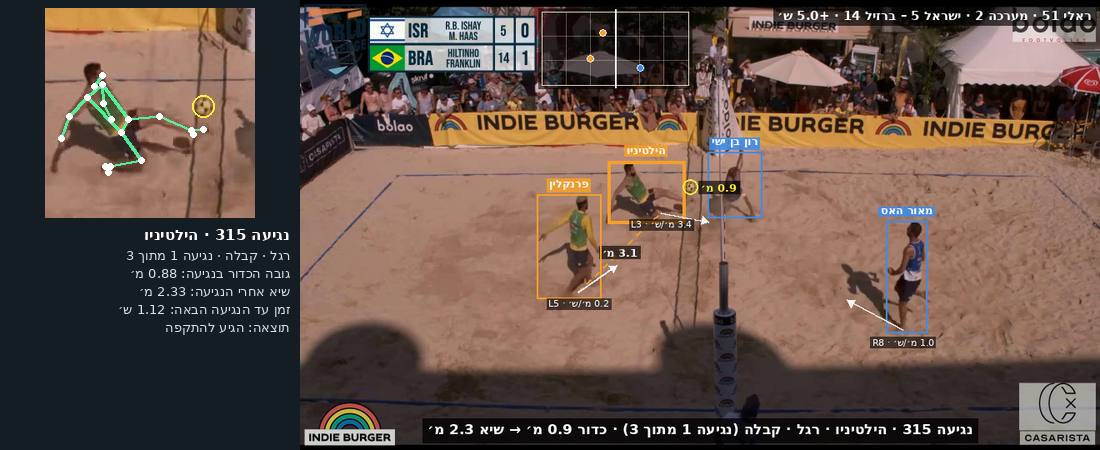 ראלי 51 · מערכה 2 · ישראל 5 – ברזיל 14 · +5.0 ש׳
ISR R.B. ISHAY M. HAAS 5 0
BRA HILTINHO FRANKLIN 14 1
INDIE BURGER
bolao
FOOTVOLLEY
bolao
INDIE BURGER
INDIE BURGER
CASARISTA
הילטיניו
רון בן ישי
פרנקלין
מאור האס
0.9 מ׳
L3 · 3.4 מ׳/ש׳
3.1 מ׳
L5 · 0.2 מ׳/ש׳
R8 · 1.0 מ׳/ש׳
נגיעה 315 · הילטיניו
רגל · קבלה · נגיעה 1 מתוך 3
גובה הכדור בנגיעה: 0.88 מ׳
שיא אחרי הנגיעה: 2.33 מ׳
זמן עד הנגיעה הבאה: 1.12 ש׳
תוצאה: הגיע להתקפה
נגיעה 315 · הילטיניו · רגל · קבלה (נגיעה 1 מתוך 3) · כדור 0.9 מ׳ → שיא 2.3 מ׳
INDIE BURGER
CASARISTA